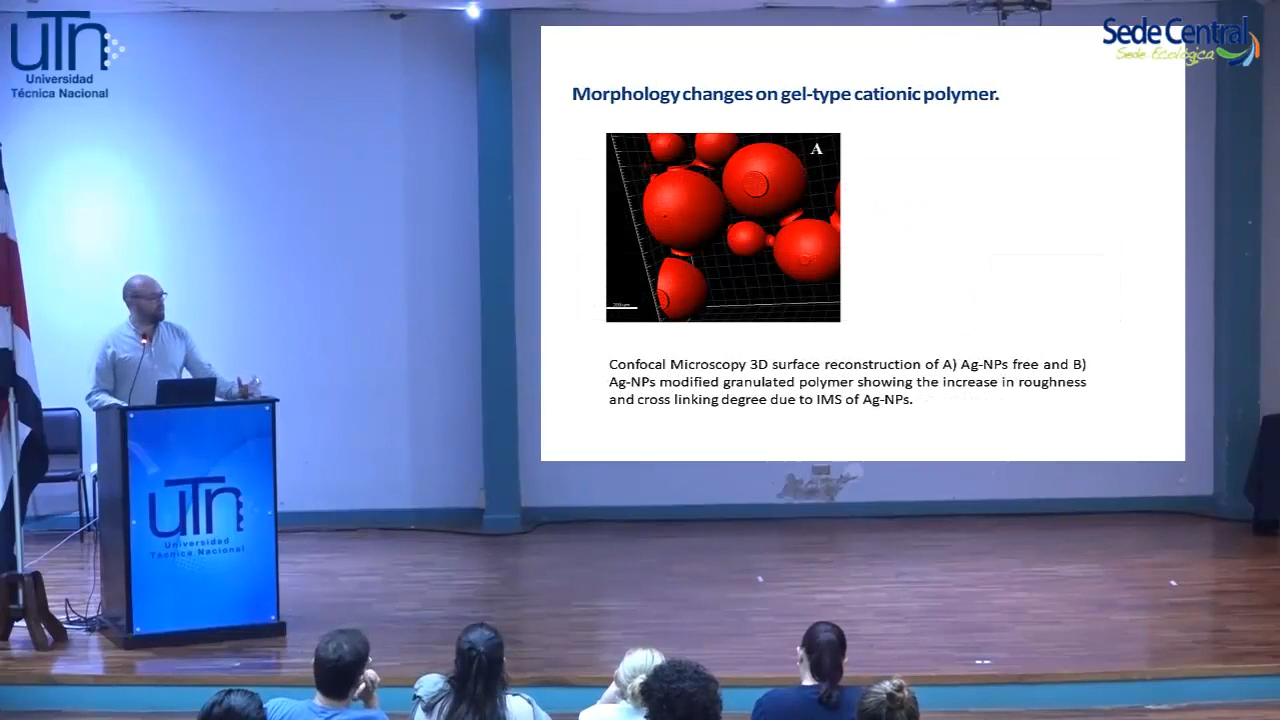 UTn
Universidad
Técnica Nacional
Sede Central
Sede Ecológica
Morphology changes on gel-type cationic polymer.
A
Confocal Microscopy 3D surface reconstruction of A) Ag-NPs free and B)
Ag-NPs modified granulated polymer showing the increase in roughness
and cross linking degree due to IMS of Ag-NPs.
UTn
Universidad
Técnica Nacional